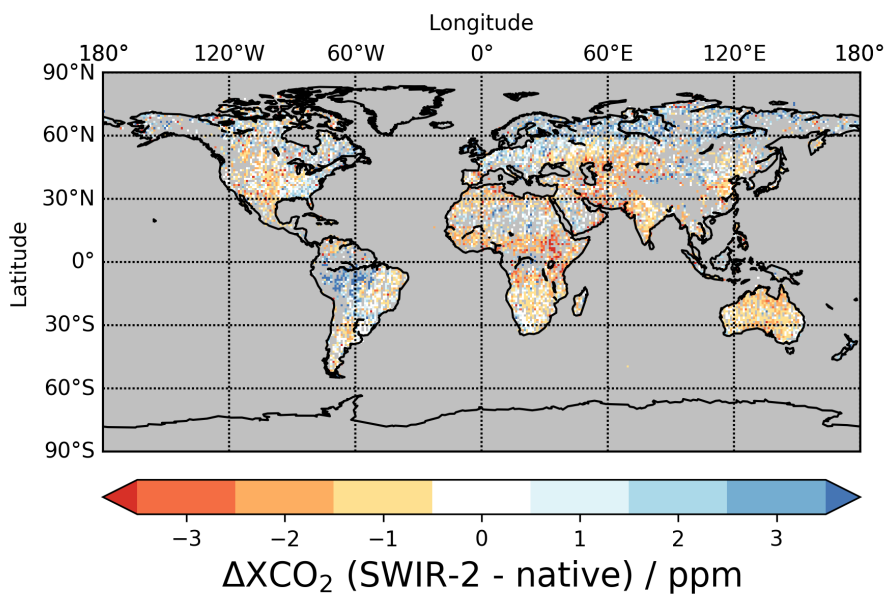 Longitude
180° 120°W 60°W 0° 60°E 120°E 180°
90°N
60°N
30°N
0°
30°S
60°S
90°S
Latitude
−3 −2 −1 0 1 2 3
ΔXCO₂ (SWIR-2 - native) / ppm